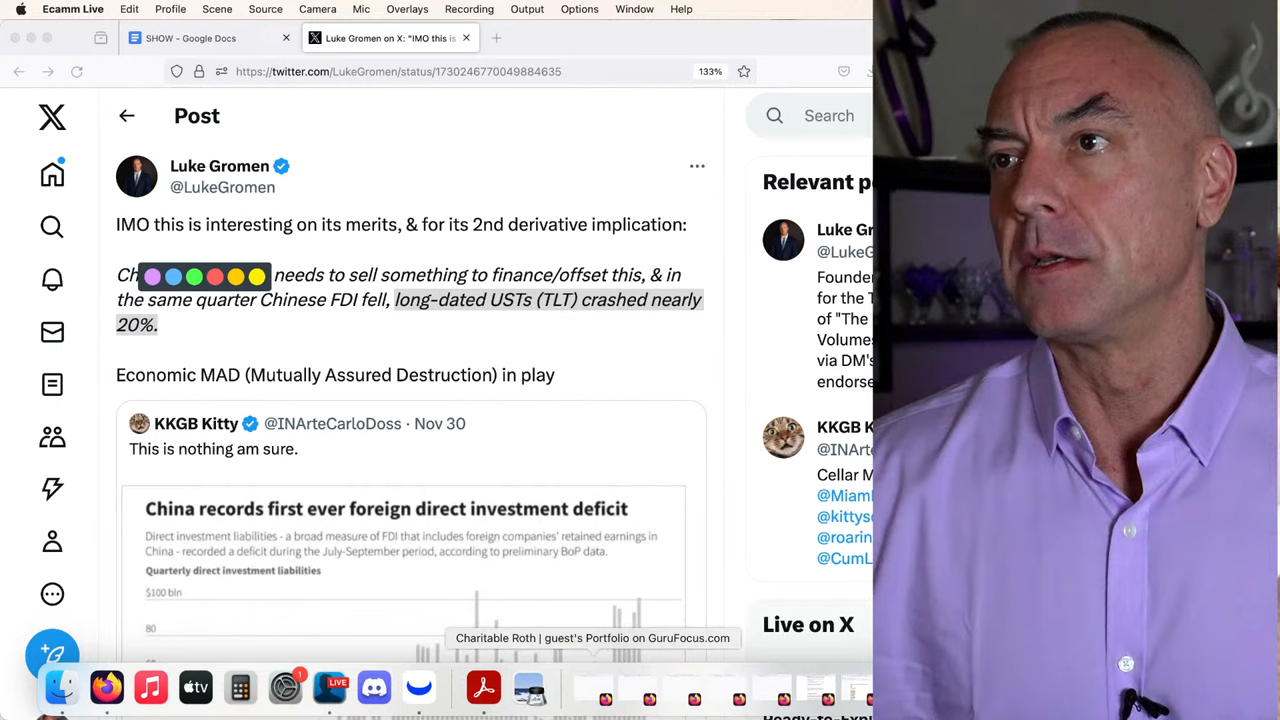 Ecamm Live Edit Profile Scene Source Camera Mic Overlays Recording Output Options Window Help
SHOW - Google Docs
Luke Gromen on X: "IMO this is
https://twitter.com/LukeGromen/status/1730246770049884635
133%
Post
Search
Luke Gromen
@LukeGromen
IMO this is interesting on its merits, & for its 2nd derivative implication:
Ch needs to sell something to finance/offset this, & in
the same quarter Chinese FDI fell, long-dated USTs (TLT) crashed nearly
20%.
Economic MAD (Mutually Assured Destruction) in play
KKGB Kitty @INArteCarloDoss · Nov 30
This is nothing am sure.
China records first ever foreign direct investment deficit
Direct investment liabilities - a broad measure of FDI that includes foreign companies' retained earnings in
China - recorded a deficit during the July-September period, according to preliminary BoP data.
Quarterly direct investment liabilities
$100 bln
80
Relevant pe
Luke Gr
@LukeG
Founder
for the T
of "The
Volumes
via DM's
endorse
KKGB K
@INArte
Cellar M
@MiamI
@kittysc
@roarin
@CumL
Live on X
Charitable Roth | guest's Portfolio on GuruFocus.com
LIVE
tv
1